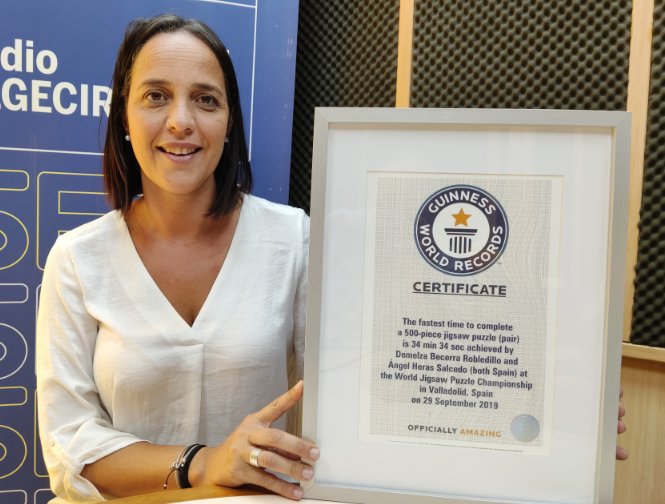 dio
GECIR
SE
GUINNESS
WORLD RECORDS
CERTIFICATE
The fastest time to complete
a 500-piece jigsaw puzzle (pair)
is 34 min 34 sec achieved by
Demelza Becerra Robledillo and
Ángel Heras Salcedo (both Spain) at
the World Jigsaw Puzzle Championship
in Valladolid, Spain
on 29 September 2019
OFFICIALLY AMAZING